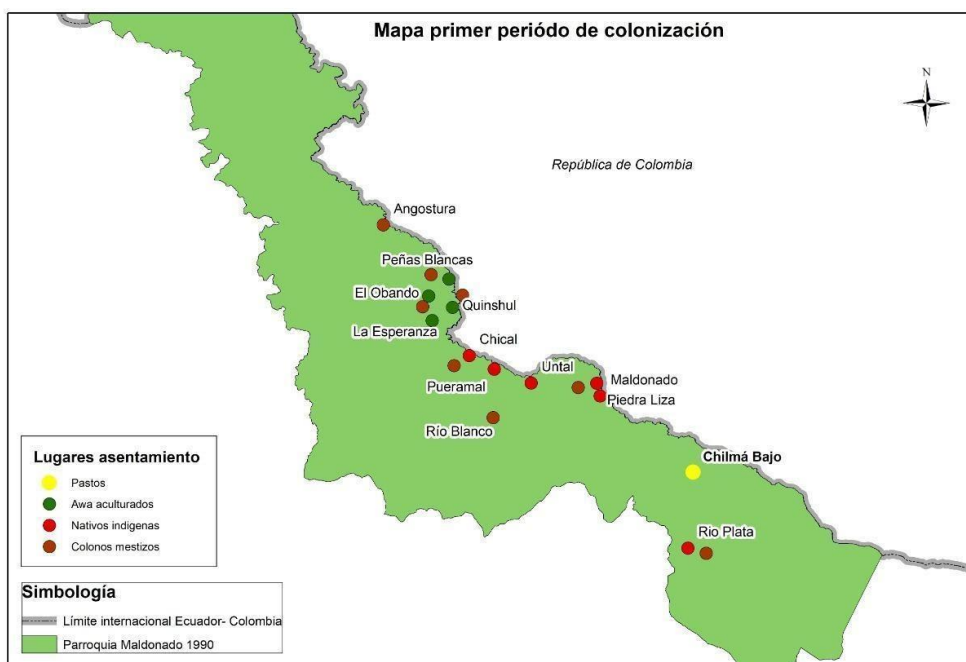 Mapa primer periódo de colonización
N
República de Colombia
Angostura
Peñas Blancas
El Obando
Quinshul
La Esperanza
Chical
Untal
Pueramal
Maldonado
Piedra Liza
Río Blanco
Chilmá Bajo
Rio Plata
Lugares asentamiento
Pastos
Awa aculturados
Nativos indigenas
Colonos mestizos
Simbología
Límite internacional Ecuador- Colombia
Parroquia Maldonado 1990